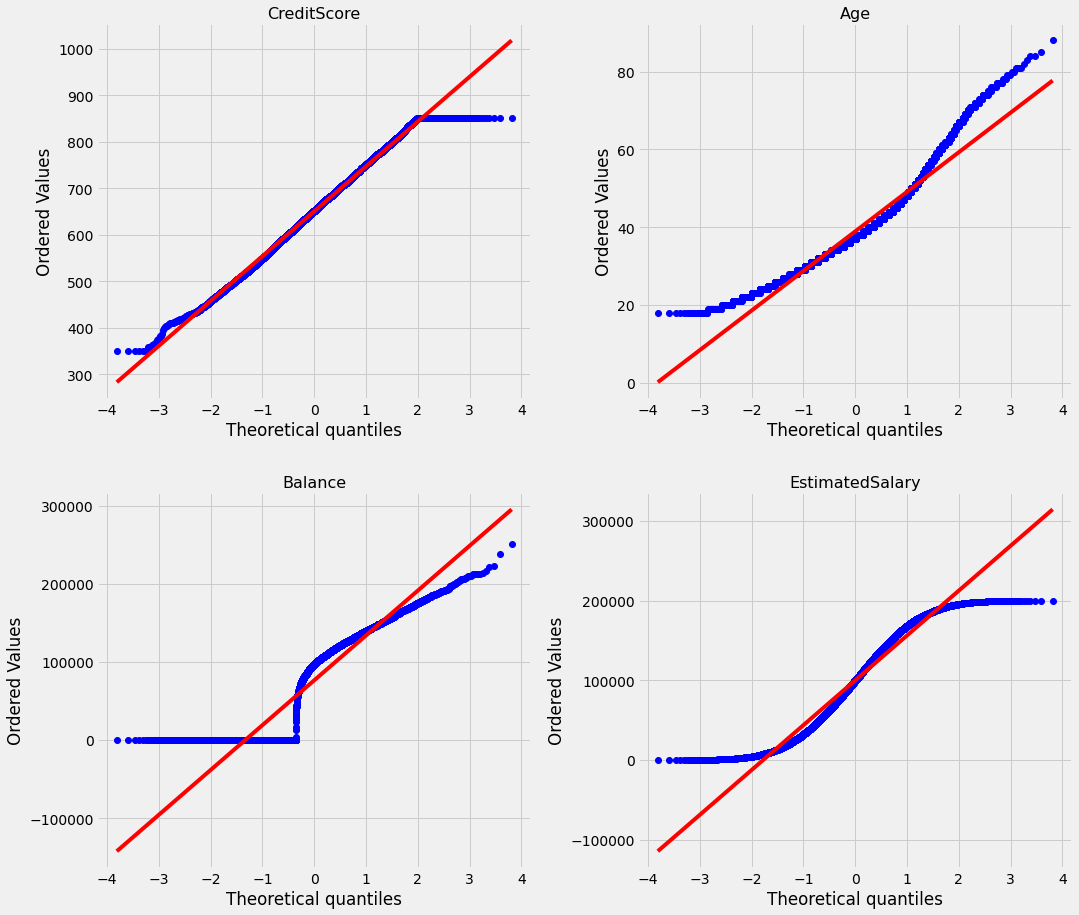 CreditScore
1000
900
800
700
600
500
400
300
Ordered Values
−4 −3 −2 −1 0 1 2 3 4
Theoretical quantiles
Age
80
60
40
20
0
Ordered Values
−4 −3 −2 −1 0 1 2 3 4
Theoretical quantiles
Balance
300000
200000
100000
0
−100000
Ordered Values
−4 −3 −2 −1 0 1 2 3 4
Theoretical quantiles
EstimatedSalary
300000
200000
100000
0
−100000
Ordered Values
−4 −3 −2 −1 0 1 2 3 4
Theoretical quantiles